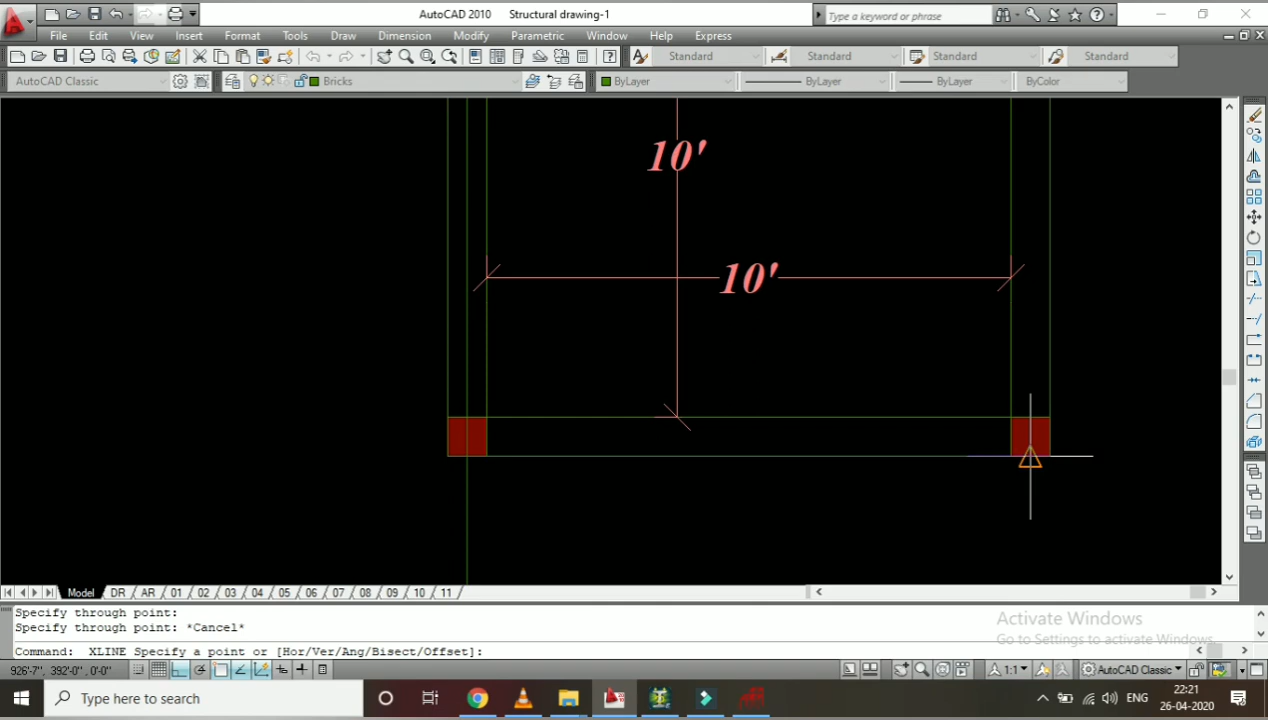 AutoCAD 2010 Structural drawing-1
Type a keyword or phrase
File Edit View Insert Format Tools Draw Dimension Modify Parametric Window Help Express
Standard Standard Standard Standard
AutoCAD Classic Bricks ByLayer ByLayer ByLayer ByColor
10'
10'
Model DR AR 01 02 03 04 05 06 07 08 09 10 11
Specify through point:
Specify through point: *Cancel*
Activate Windows
Go to Settings to activate Windows.
Command: XLINE Specify a point or [Hor/Ver/Ang/Bisect/Offset]:
926'-7", 392'-0", 0'-0" 1:1 AutoCAD Classic
Type here to search
ENG
22:21
26-04-2020